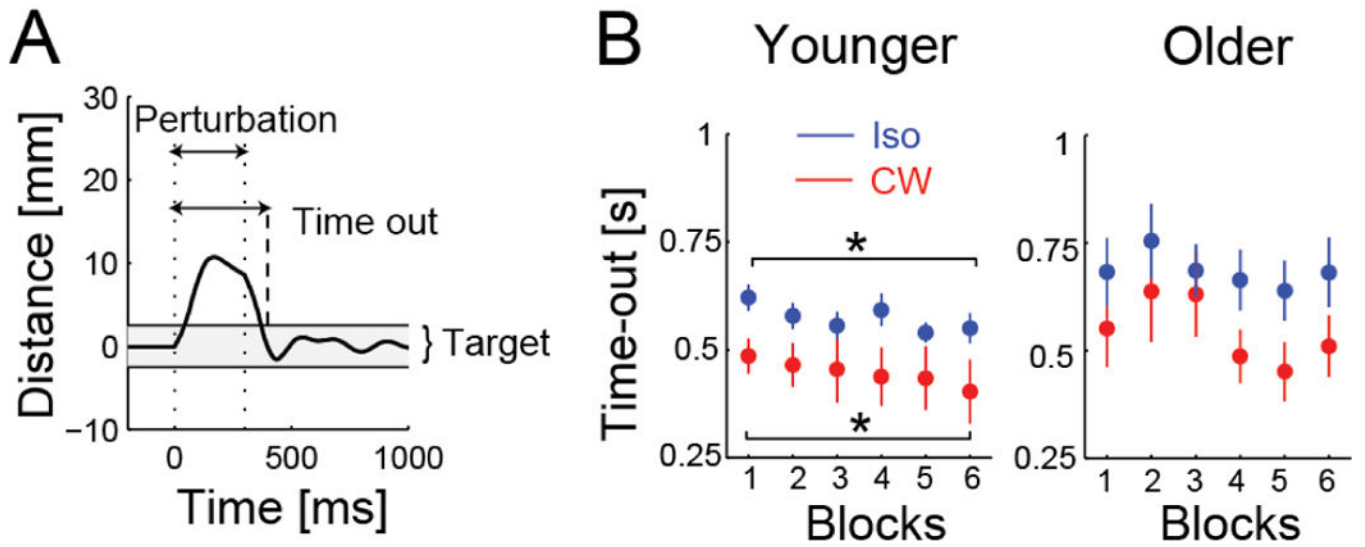 A
30
Perturbation
20
Time out
10
0
} Target
−10
0 500 1000
Distance [mm]
Time [ms]
B
Younger
Older
Iso
CW
1
*
0.75
0.5
*
0.25
1 2 3 4 5 6
Time-out [s]
Blocks
1
0.75
0.5
0.25
1 2 3 4 5 6
Blocks